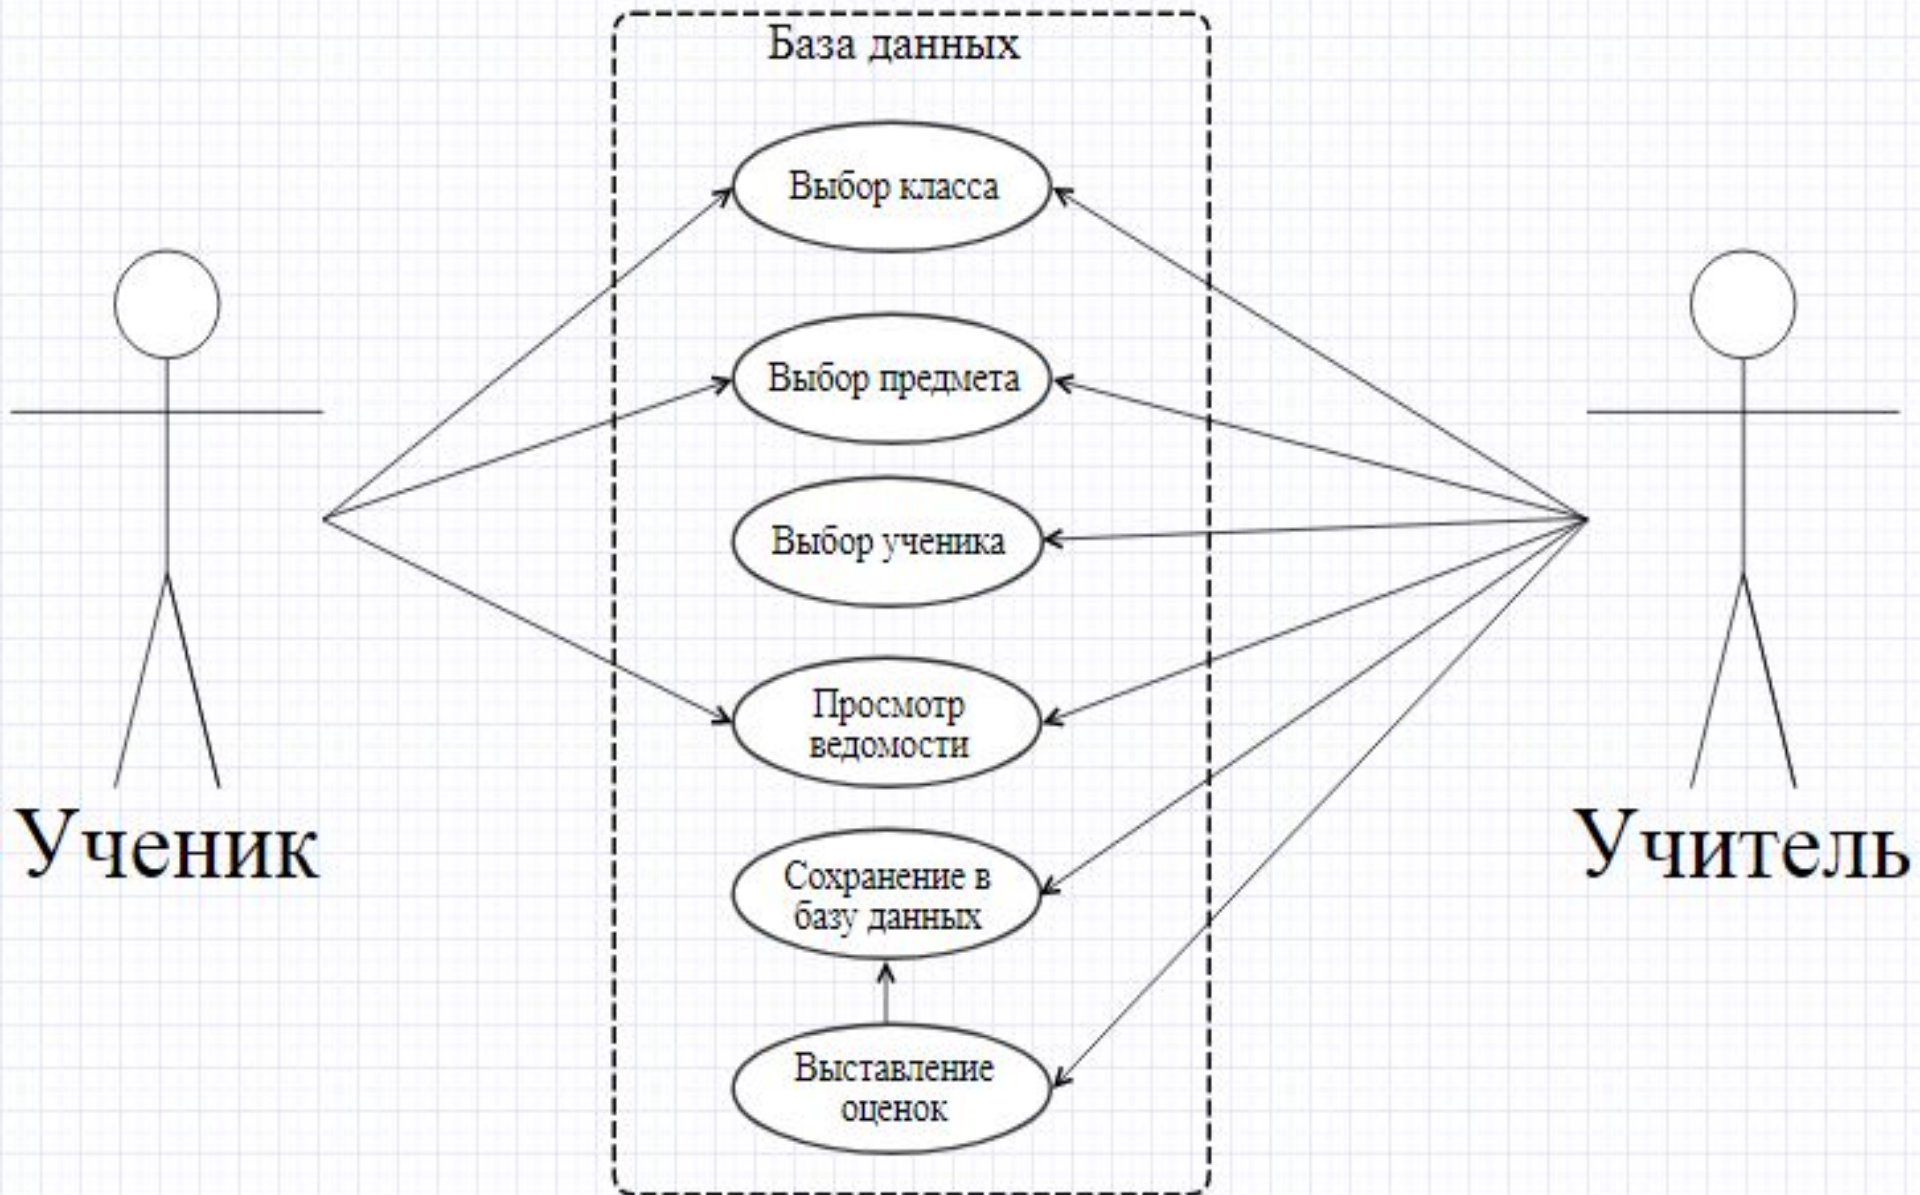 База данных
Выбор класса
Выбор предмета
Выбор ученика
Просмотр
ведомости
Сохранение в
базу данных
Выставление
оценок
Ученик
Учитель